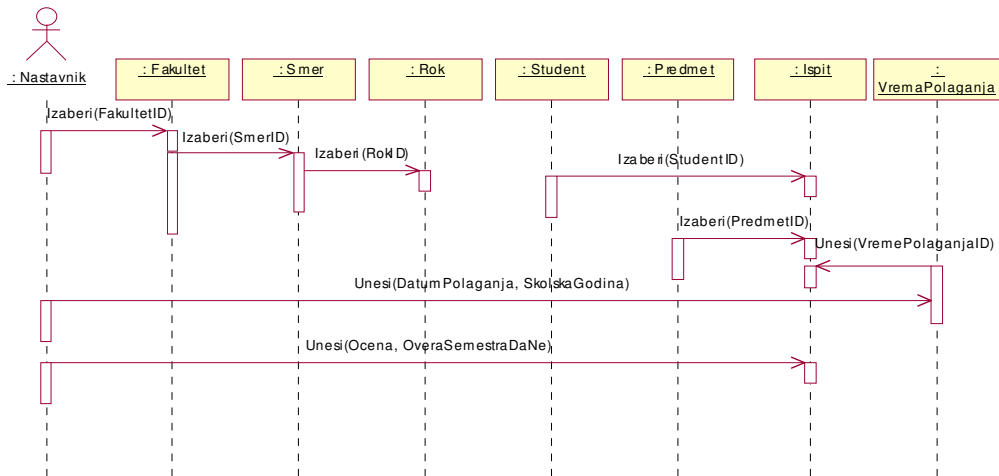 : Nastavnik
: Fakultet
: Smer
: Rok
: Student
: Predmet
: Ispit
:
VremaPolaganja
Izaberi(FakultetID)
Izaberi(SmerID)
Izaberi(RokID)
Izaberi(StudentID)
Izaberi(PredmetID)
Unesi(VremePolaganjaID)
Unesi(DatumPolaganja, SkolskaGodina)
Unesi(Ocena, OveraSemestraDaNe)